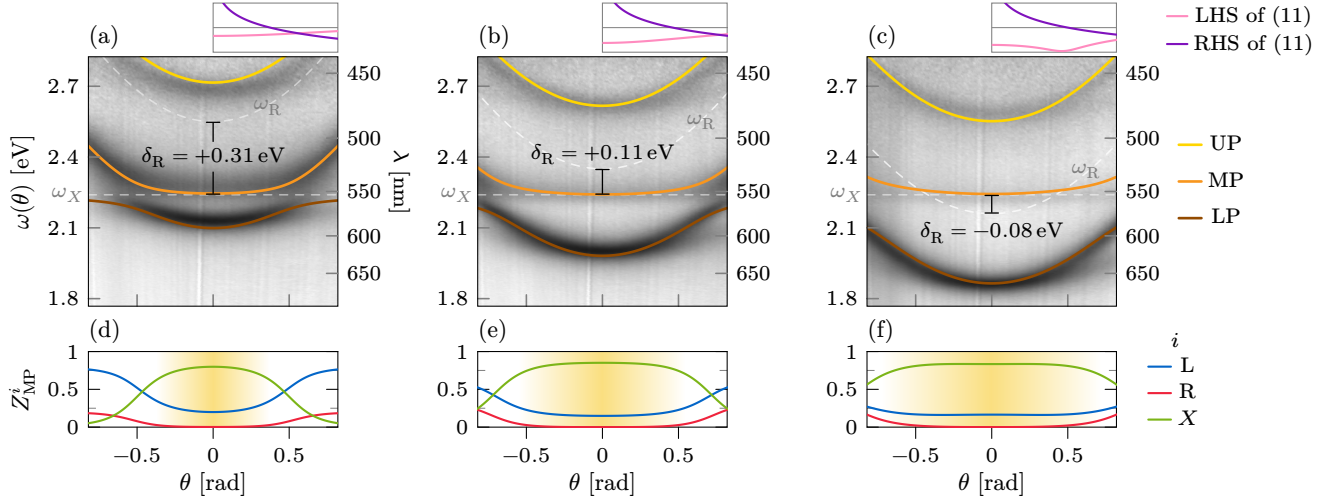 LHS of (11)
RHS of (11)
(a)
(b)
(c)
ω(θ) [eV]
2.7
2.4
ω_X
2.1
1.8
ω_R
δ_R = +0.31 eV
450
500
550
600
650
λ [nm]
2.7
2.4
ω_X
2.1
1.8
ω_R
δ_R = +0.11 eV
450
500
550
600
650
2.7
2.4
ω_X
2.1
1.8
ω_R
δ_R = −0.08 eV
450
500
550
600
650
UP
MP
LP
(d)
(e)
(f)
Z^i_MP
1
0.5
0
−0.5
0
0.5
θ [rad]
1
0.5
0
−0.5
0
0.5
θ [rad]
1
0.5
0
−0.5
0
0.5
θ [rad]
i
L
R
X